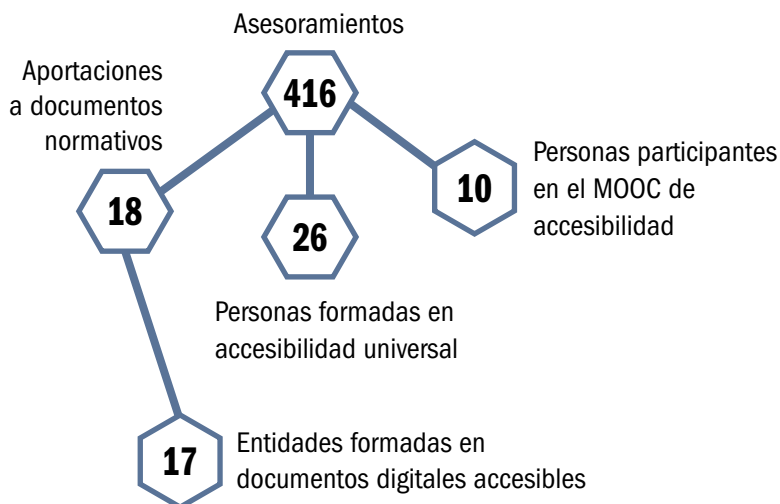 Asesoramientos
416
Aportaciones
a documentos
normativos
18
26
Personas formadas en
accesibilidad universal
10
Personas participantes
en el MOOC de
accesibilidad
17
Entidades formadas en
documentos digitales accesibles